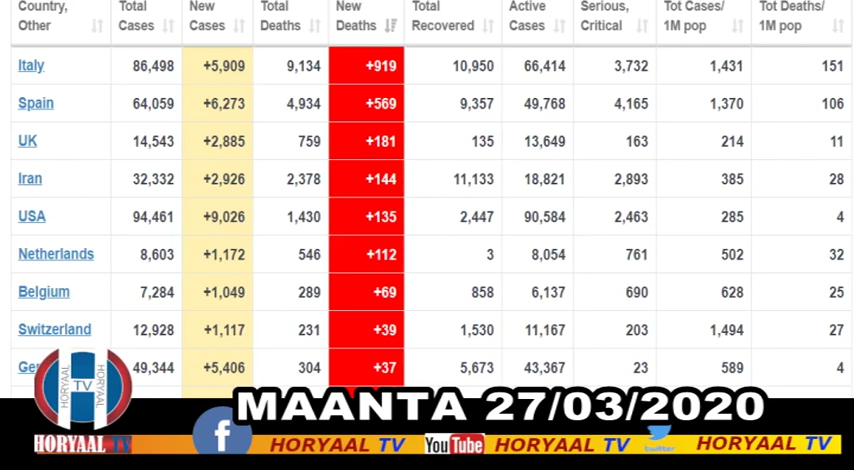 Country, Other Total Cases New Cases Total Deaths New Deaths Total Recovered Active Cases Serious, Critical Tot Cases/ 1M pop Tot Deaths/ 1M pop
Italy 86,498 +5,909 9,134 +919 10,950 66,414 3,732 1,431 151
Spain 64,059 +6,273 4,934 +569 9,357 49,768 4,165 1,370 106
UK 14,543 +2,885 759 +181 135 13,649 163 214 11
Iran 32,332 +2,926 2,378 +144 11,133 18,821 2,893 385 28
USA 94,461 +9,026 1,430 +135 2,447 90,584 2,463 285 4
Netherlands 8,603 +1,172 546 +112 3 8,054 761 502 32
Belgium 7,284 +1,049 289 +69 858 6,137 690 628 25
Switzerland 12,928 +1,117 231 +39 1,530 11,167 203 1,494 27
Ge 49,344 +5,406 304 +37 5,673 43,367 23 589 4
HORYAAL TV HORYAAL
MAANTA 27/03/2020
HORYAAL TV f HORYAAL TV YouTube HORYAAL TV twitter HORYAAL TV